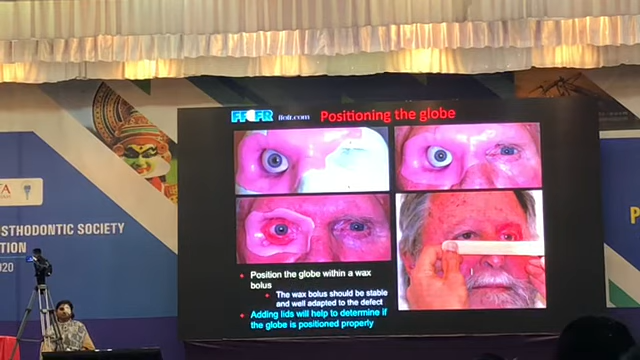 FFOFR ffofr.com Positioning the globe
• Position the globe within a wax
bolus
• The wax bolus should be stable
and well adapted to the defect
• Adding lids will help to determine if
the globe is positioned properly
OSTHODONTIC SOCIETY
TION
020